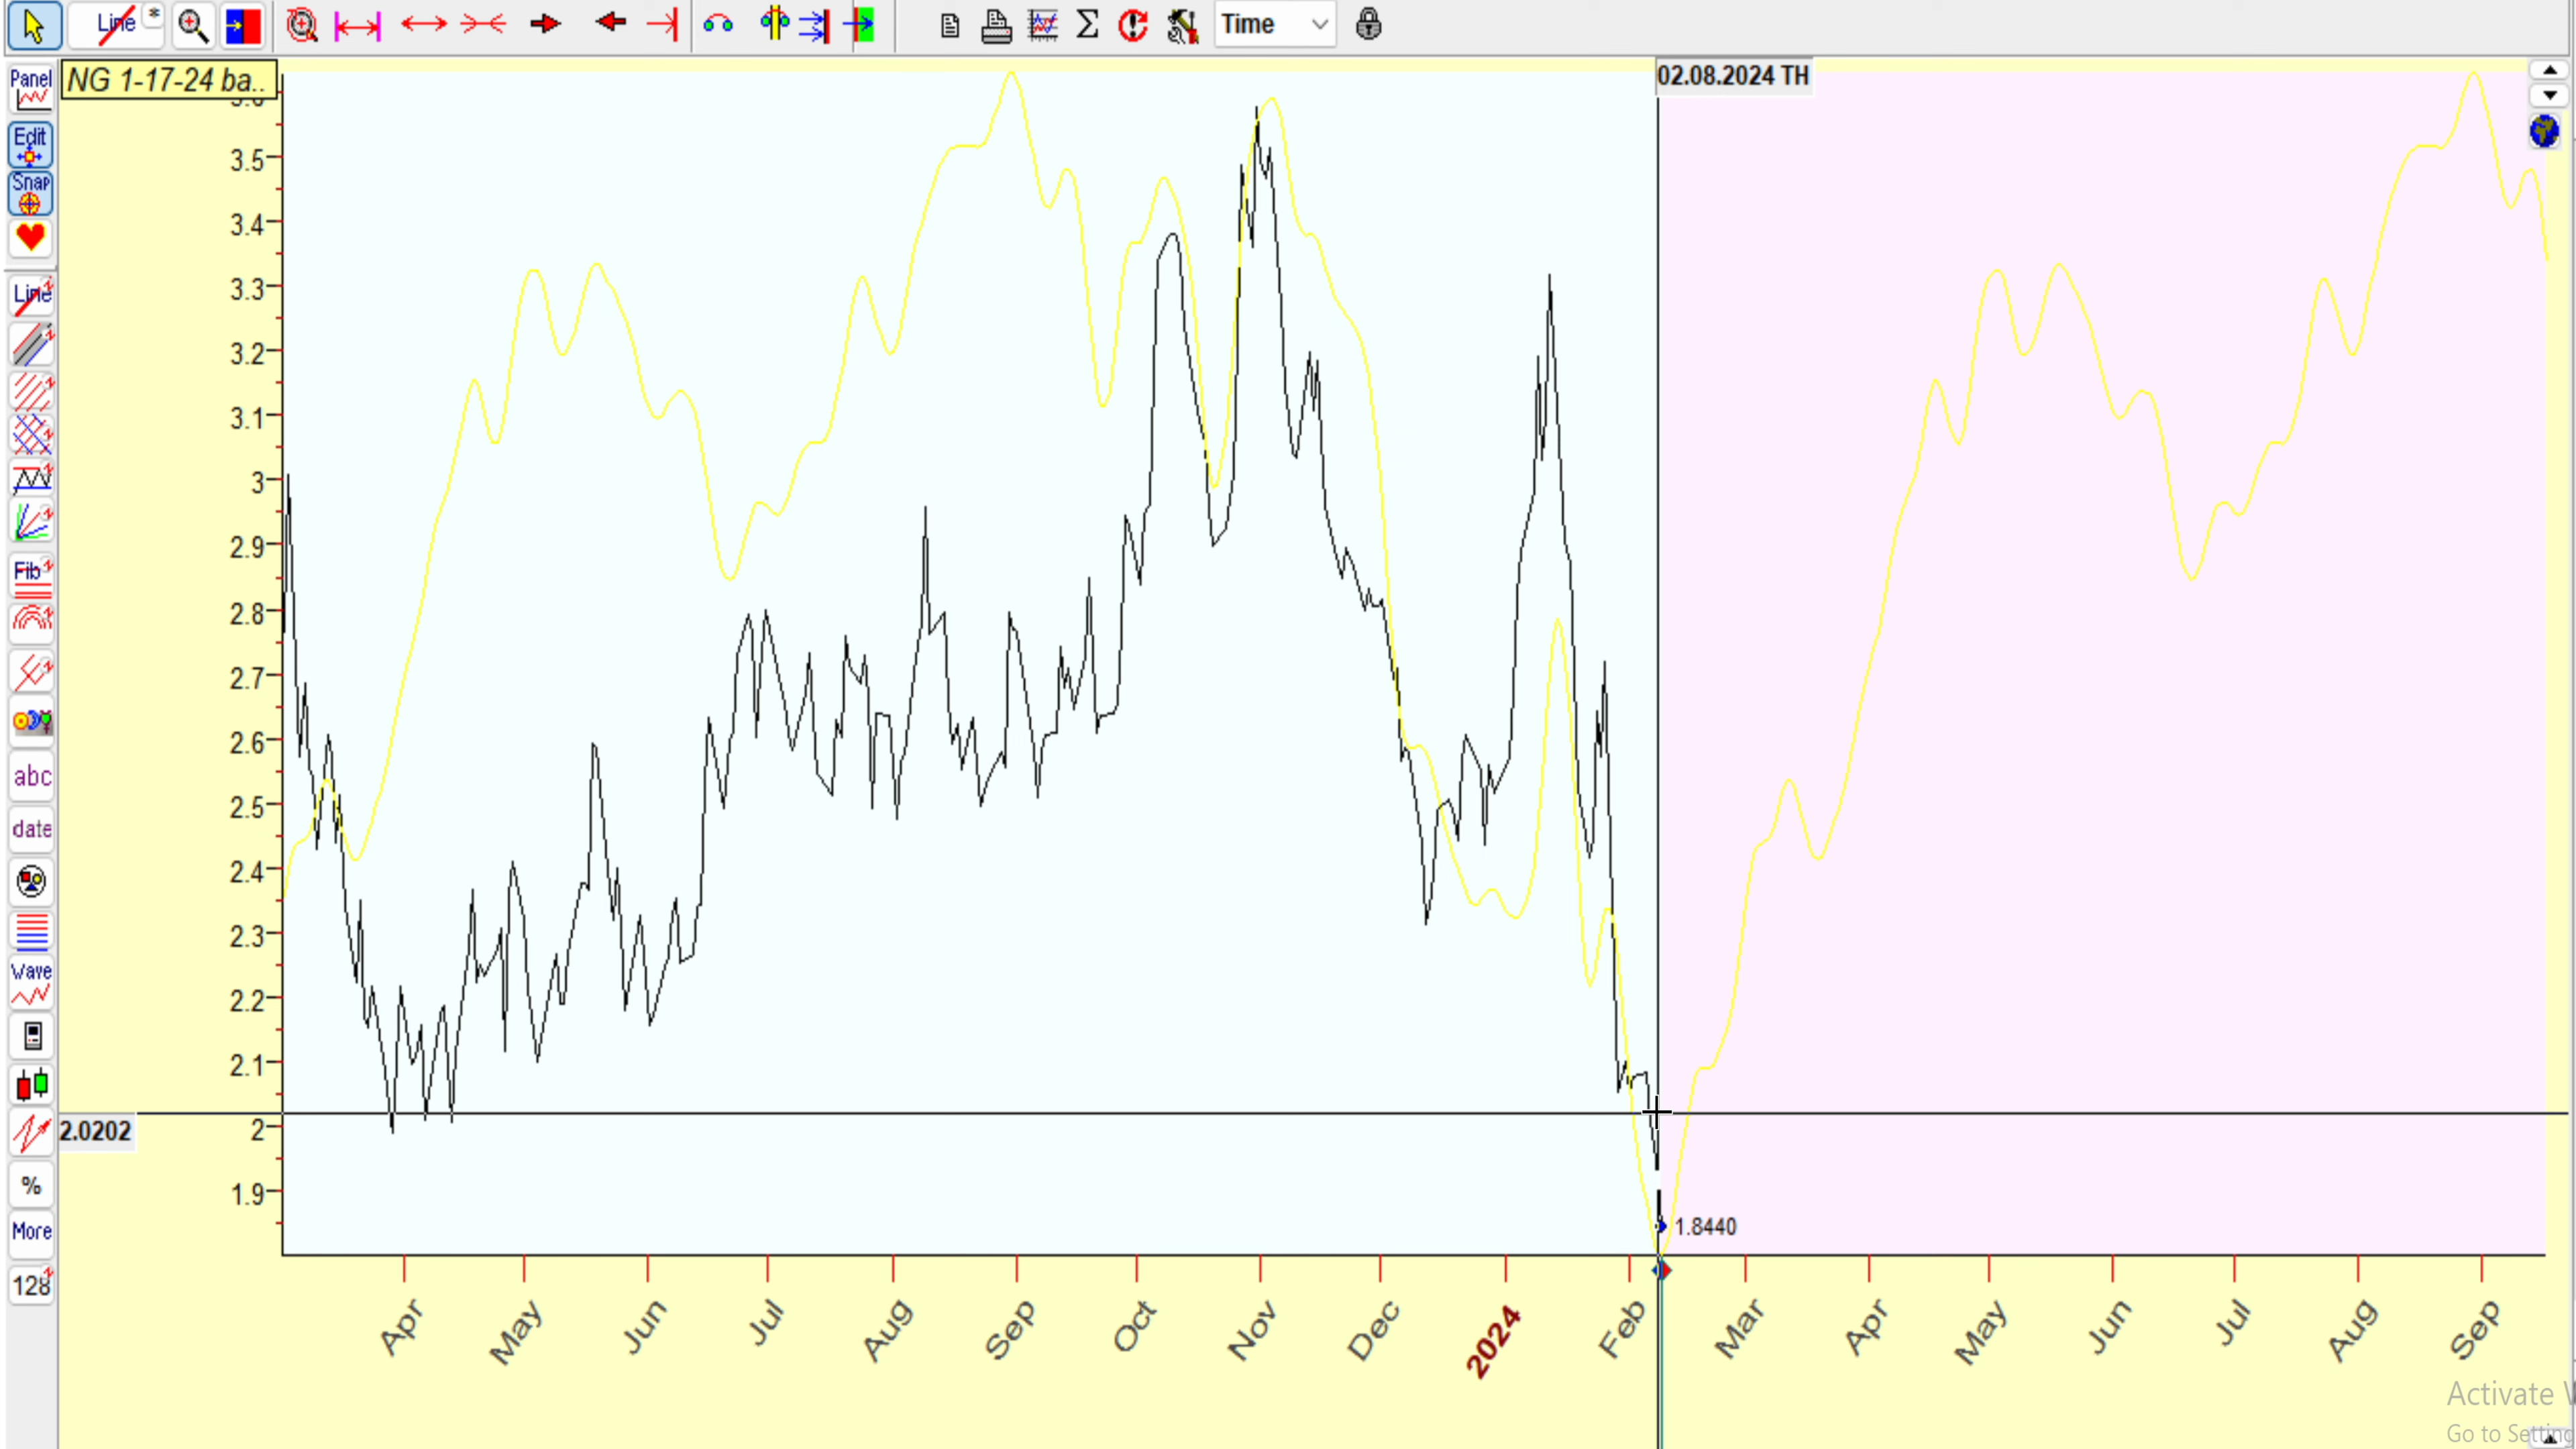 Line *
Time
Panel
NG 1-17-24 ba..
02.08.2024 TH
Edit
3.5
Snap
3.4
3.3
Line
3.2
3.1
3
2.9
Fib
2.8
2.7
2.6
abc
2.5
date
2.4
2.3
Wave
2.2
2.1
2.0202
2
%
1.9
More
1.8440
128
Apr May Jun Jul Aug Sep Oct Nov Dec 2024 Feb Mar Apr May Jun Jul Aug Sep
Activate
Go to